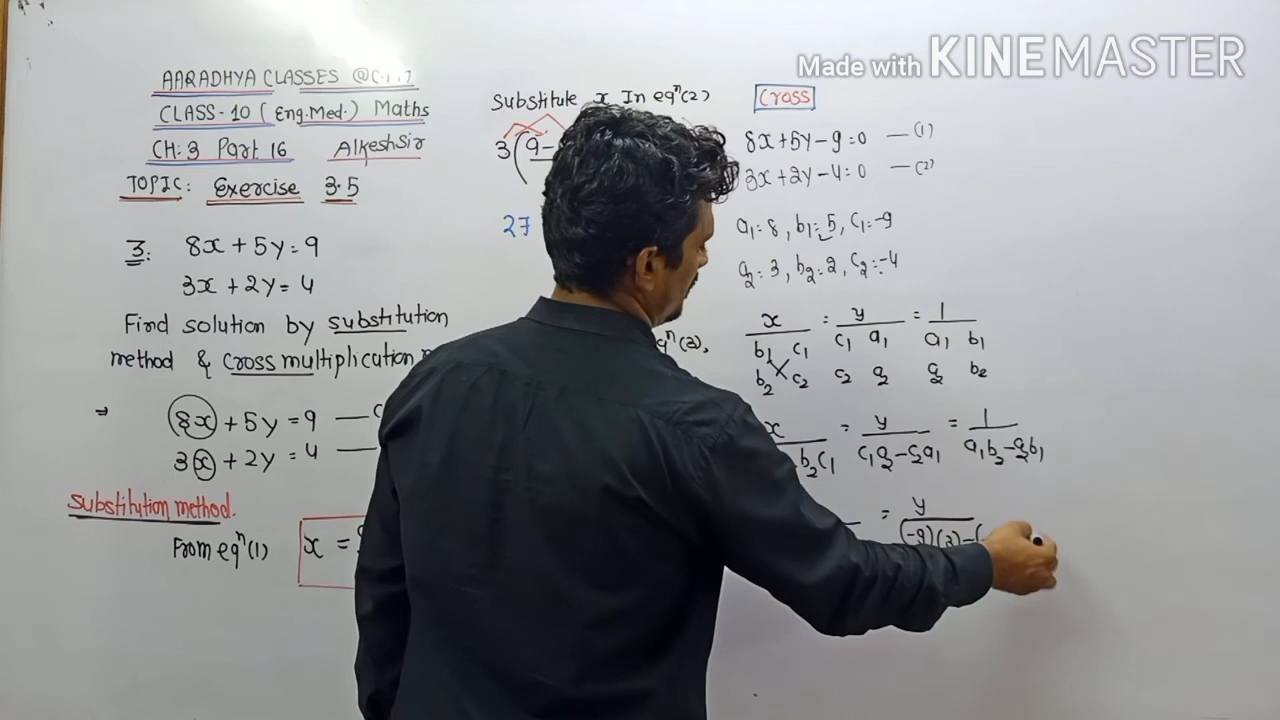 Made with KINEMASTER
AARADHYA CLASSES
CLASS-10 (Eng.Med.) Maths
CH:3 Part 16 Alkesh Sir
TOPIC: Exercise 3.5
3: 8x + 5y = 9
3x + 2y = 4
Find solution by substitution
method & cross multiplication
⇒ 8x + 5y = 9 —
3x + 2y = 4 —
Substitution method.
From eqⁿ(1) x =
Substitute x In eqⁿ(2)
3(9-
27
eqⁿ(3),
Cross
8x + 5y - 9 = 0 —(1)
3x + 2y - 4 = 0 —(2)
a₁ = 8, b₁ = 5, c₁ = -9
a₂ = 3, b₂ = 2, c₂ = -4
x = y = 1
b₁ c₁ c₁ a₁ a₁ b₁
b₂ c₂ c₂ a₂ a₂ b₂
x = y = 1
b₂c₁ c₁a₂ - c₂a₁ a₁b₂ - a₂b₁
= y
(-9)(3) - (